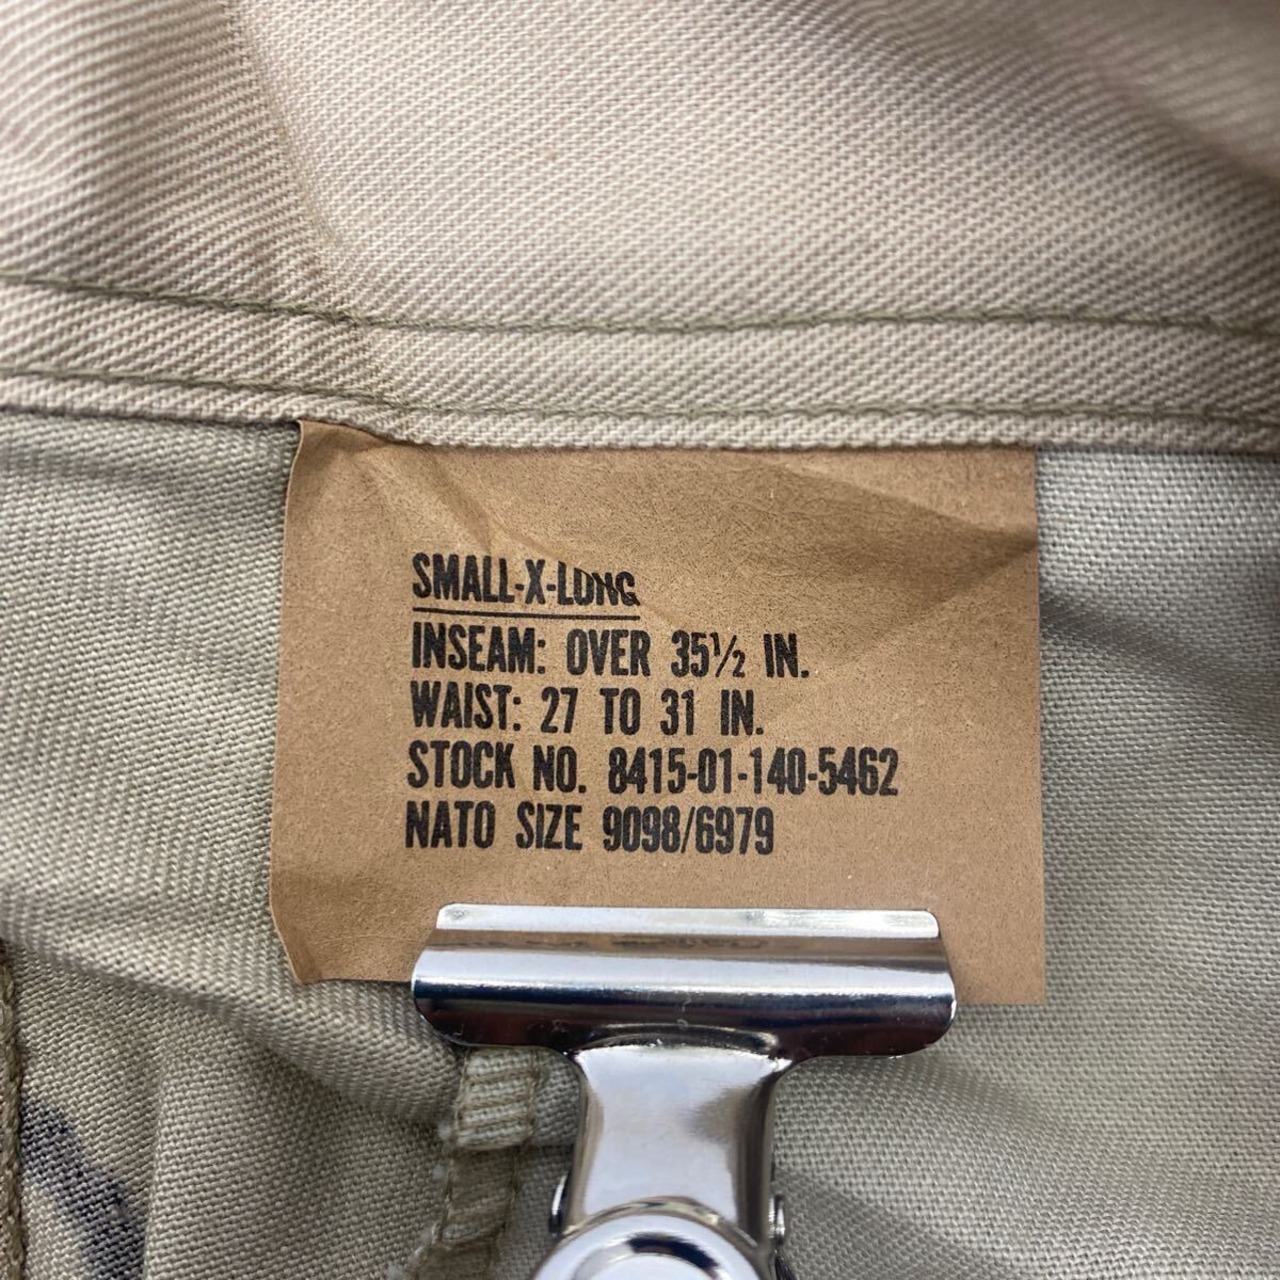 SMALL-X-LONG
INSEAM: OVER 35½ IN.
WAIST: 27 TO 31 IN.
STOCK NO. 8415-01-140-5462
NATO SIZE 9098/6979